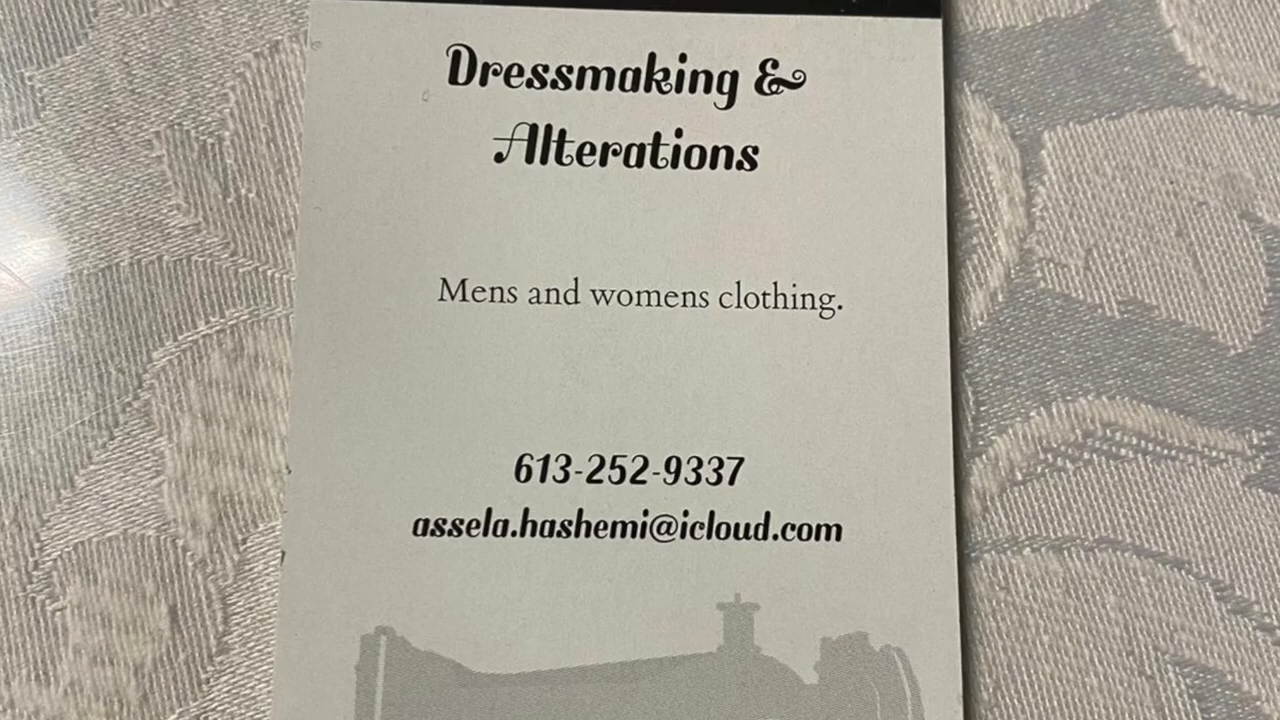 Dressmaking &
Alterations
Mens and womens clothing.
613-252-9337
assela.hashemi@icloud.com